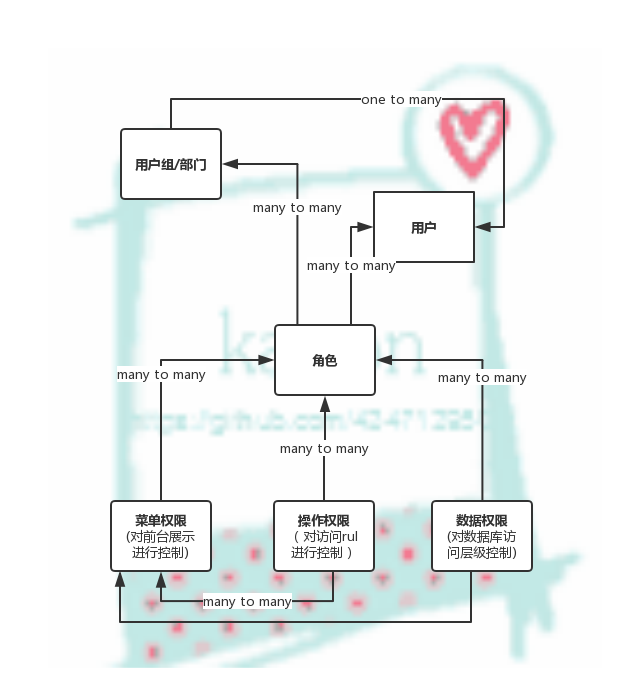 one to many
用户组/部门
many to many
用户
many to many
角色
many to many
many to many
many to many
菜单权限
(对前台展示
进行控制)
操作权限
( 对访问rul
进行控制 )
数据权限
(对数据库访
问层级控制)
many to many